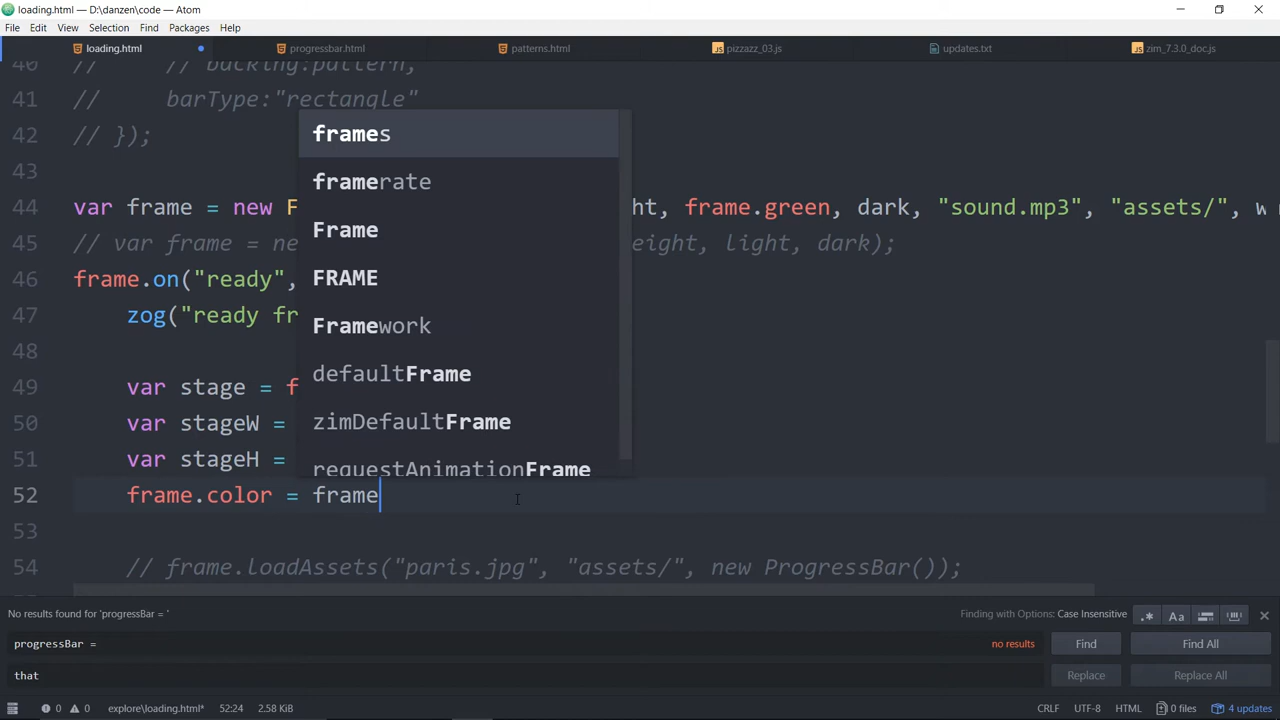 loading.html — D:\danzen\code — Atom
File Edit View Selection Find Packages Help
loading.html progressbar.html patterns.html pizzazz_03.js updates.txt zim_7.3.0_doc.js
40 // // backing:pattern,
41 // barType:"rectangle"
42 // });
43
44 var frame = new F ht, frame.green, dark, "sound.mp3", "assets/", w
45 // var frame = ne eight, light, dark);
46 frame.on("ready",
47 zog("ready fr
48
49 var stage = f
50 var stageW =
51 var stageH =
52 frame.color = frame
53
54 // frame.loadAssets("paris.jpg", "assets/", new ProgressBar());
frames
framerate
Frame
FRAME
Framework
defaultFrame
zimDefaultFrame
requestAnimationFrame
No results found for 'progressBar = ' Finding with Options: Case Insensitive .* Aa
progressBar = no results Find Find All
that Replace Replace All
0 0 explore\loading.html* 52:24 2.58 KiB CRLF UTF-8 HTML 0 files 4 updates